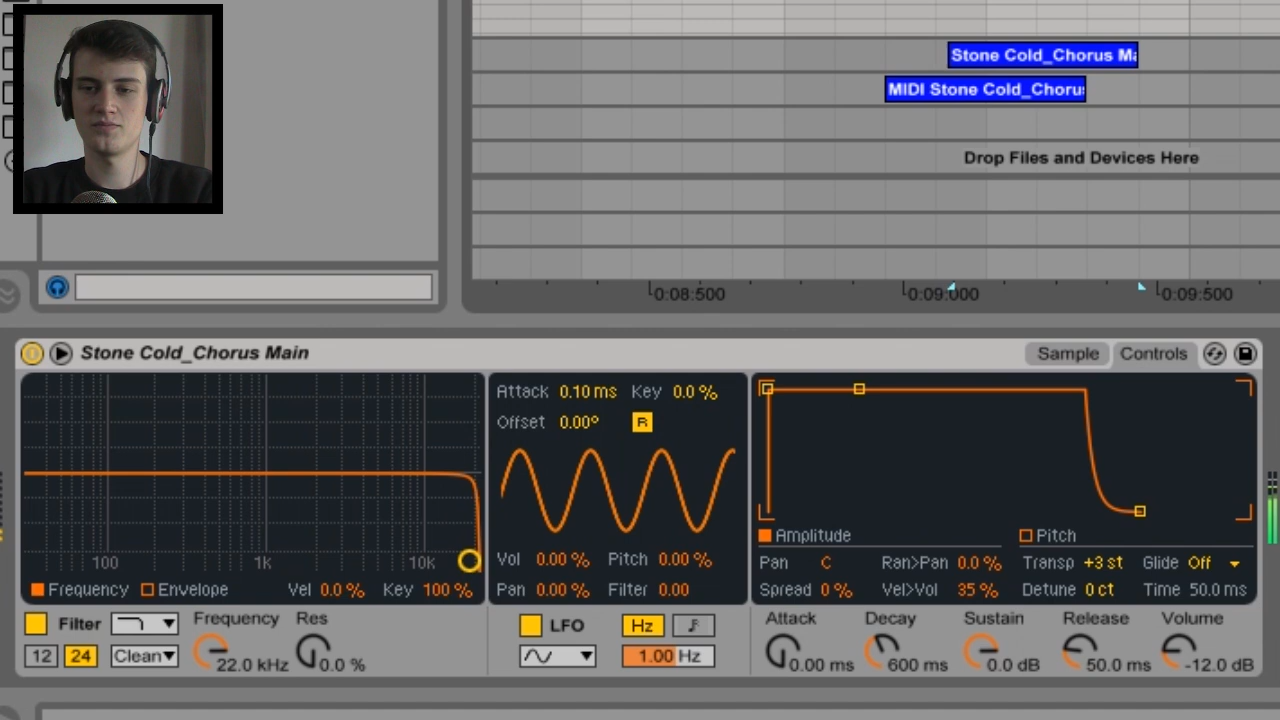 Stone Cold_Chorus Ma
MIDI Stone Cold_Choru
Drop Files and Devices Here
0:08:500 0:09:000 0:09:500
Stone Cold_Chorus Main Sample Controls
Attack 0.10 ms Key 0.0 %
Offset 0.00° R
100 1k 10k
Vol 0.00 % Pitch 0.00 %
Pan 0.00 % Filter 0.00
Frequency Envelope Vel 0.0 % Key 100 %
Amplitude Pitch
Pan C Ran>Pan 0.0 % Transp +3 st Glide Off
Spread 0 % Vel>Vol 35 % Detune 0 ct Time 50.0 ms
Filter Frequency Res
12 24 Clean 22.0 kHz 0.0 %
LFO Hz
1.00 Hz
Attack Decay Sustain Release Volume
0.00 ms 600 ms 0.0 dB 50.0 ms -12.0 dB